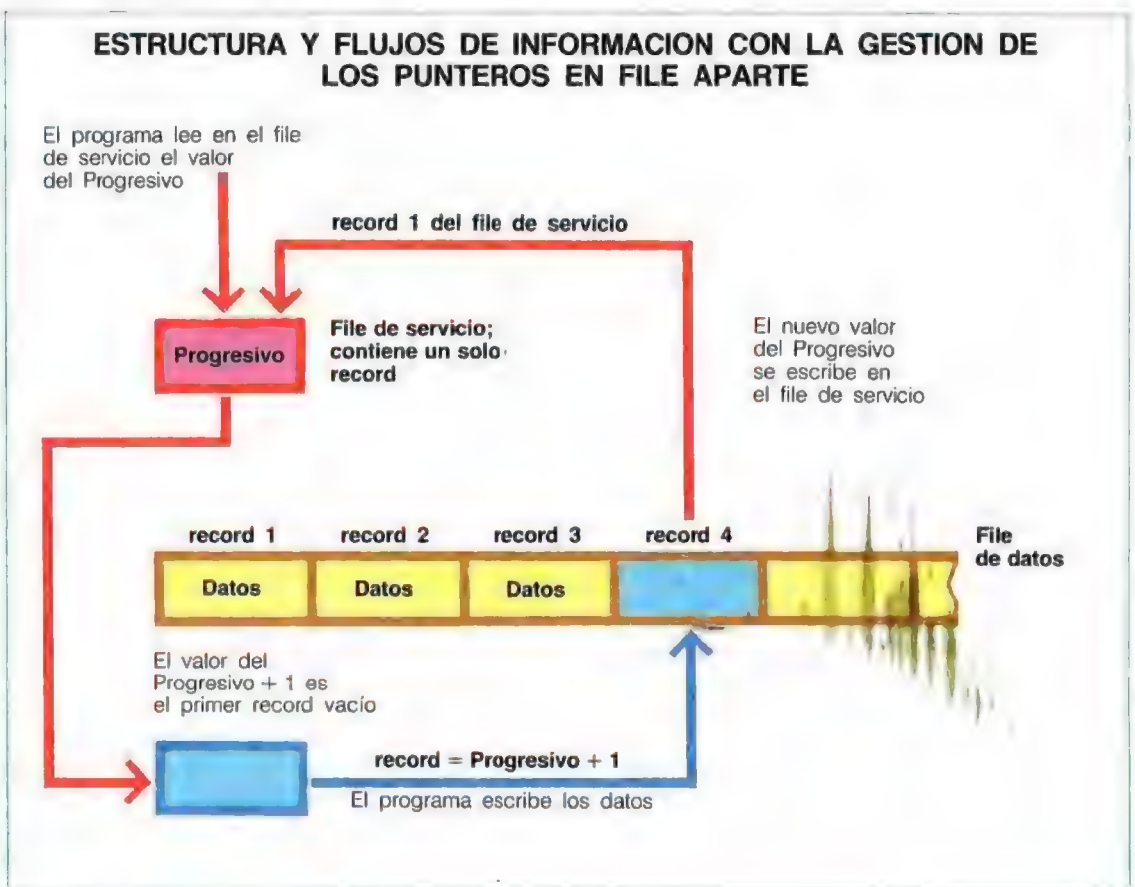 ESTRUCTURA Y FLUJOS DE INFORMACION CON LA GESTION DE
LOS PUNTEROS EN FILE APARTE
El programa lee en el file
de servicio el valor
del Progresivo
record 1 del file de servicio
Progresivo
File de servicio;
contiene un solo
record
El nuevo valor
del Progresivo
se escribe en
el file de servicio
record 1
record 2
record 3
record 4
File
de datos
Datos
Datos
Datos
El valor del
Progresivo + 1 es
el primer record vacío
record = Progresivo + 1
El programa escribe los datos